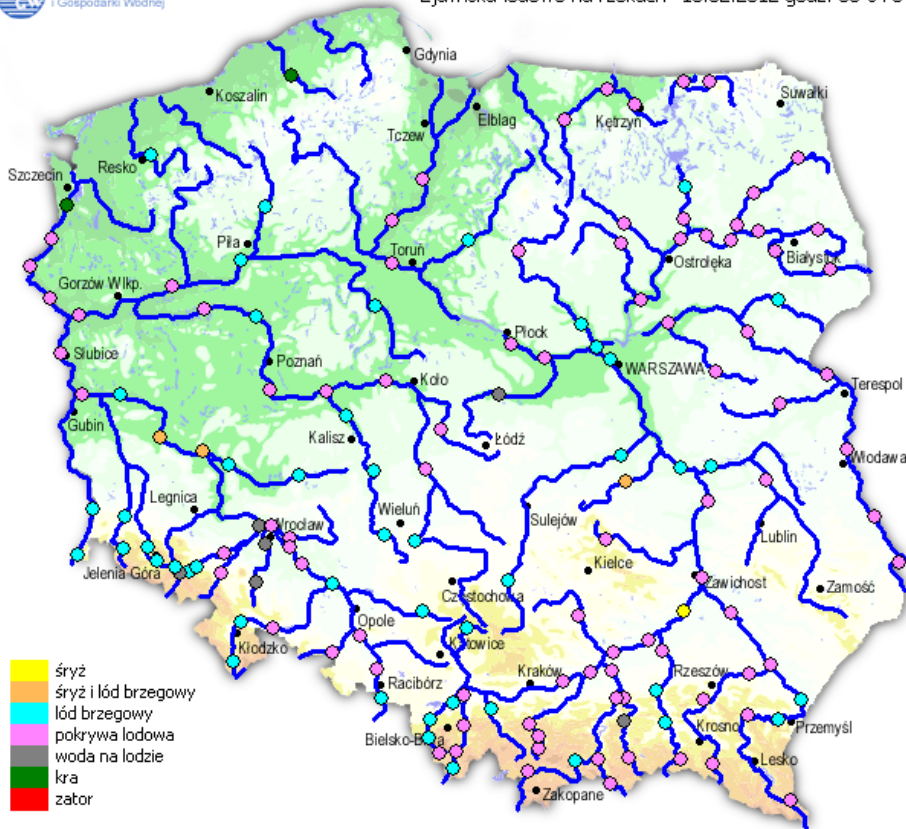 i Gospodarki Wodnej
Gdynia
Koszalin
Suwałki
Elbląg
Kętrzyn
Tczew
Resko
Szczecin
Piła
Toruń
Białystok
Ostrołęka
Gorzów Wlkp.
Płock
Słubice
Poznań
WARSZAWA
Koło
Terespol
Gubin
Kalisz
Łódź
Włodawa
Legnica
Wieluń
Sulejów
Wrocław
Lublin
Jelenia Góra
Kielce
Zawichost
Zamość
Częstochowa
Opole
Kłodzko
Katowice
Racibórz
Kraków
Rzeszów
Przemyśl
Bielsko-Biała
Krosno
Lesko
Zakopane
śryż
śryż i lód brzegowy
lód brzegowy
pokrywa lodowa
woda na lodzie
kra
zator